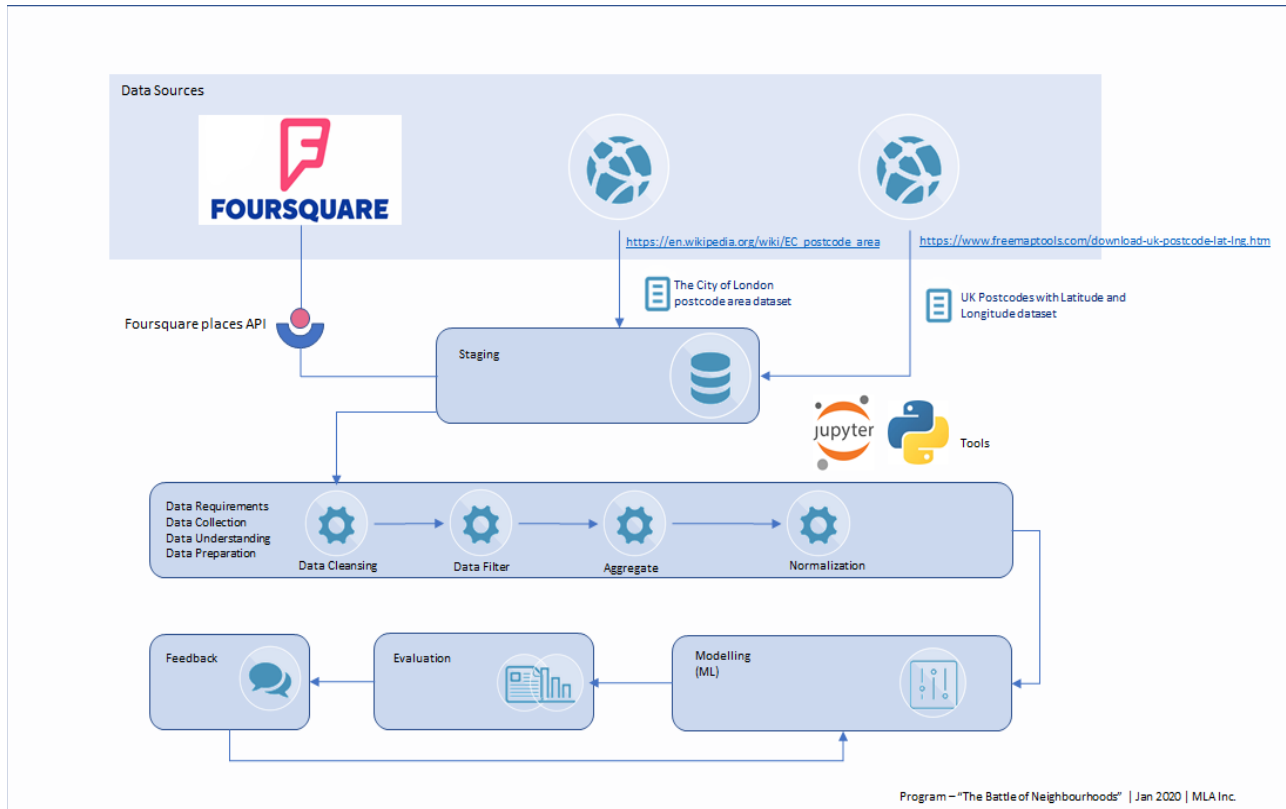 Data Sources
FOURSQUARE
https://en.wikipedia.org/wiki/EC_postcode_area
https://www.freemaptools.com/download-uk-postcode-lat-lng.htm
The City of London
postcode area dataset
UK Postcodes with Latitude and
Longitude dataset
Foursquare places API
Staging
jupyter
Tools
Data Requirements
Data Collection
Data Understanding
Data Preparation
Data Cleansing
Data Filter
Aggregate
Normalization
Feedback
Evaluation
Modelling
(ML)
Program – "The Battle of Neighbourhoods" | Jan 2020 | MLA Inc.